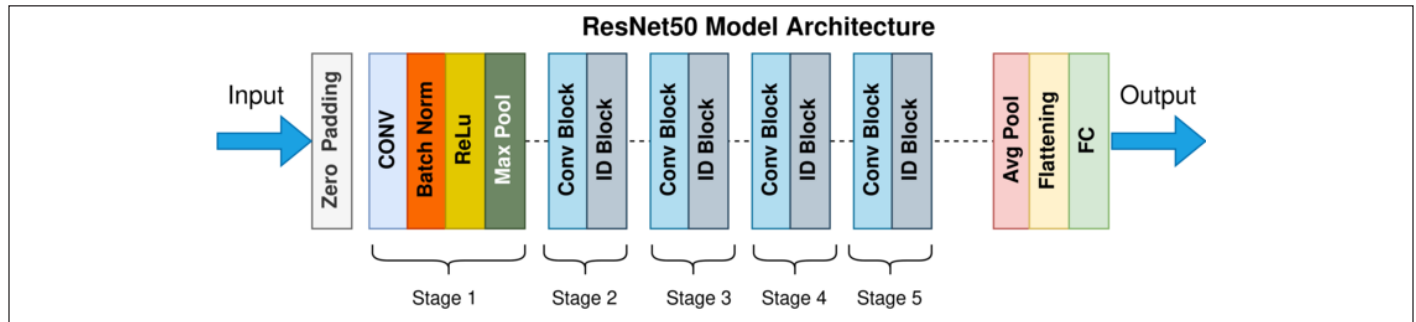 ResNet50 Model Architecture
Input
Zero Padding
CONV
Batch Norm
ReLu
Max Pool
Conv Block
ID Block
Conv Block
ID Block
Conv Block
ID Block
Conv Block
ID Block
Avg Pool
Flattening
FC
Output
Stage 1
Stage 2
Stage 3
Stage 4
Stage 5